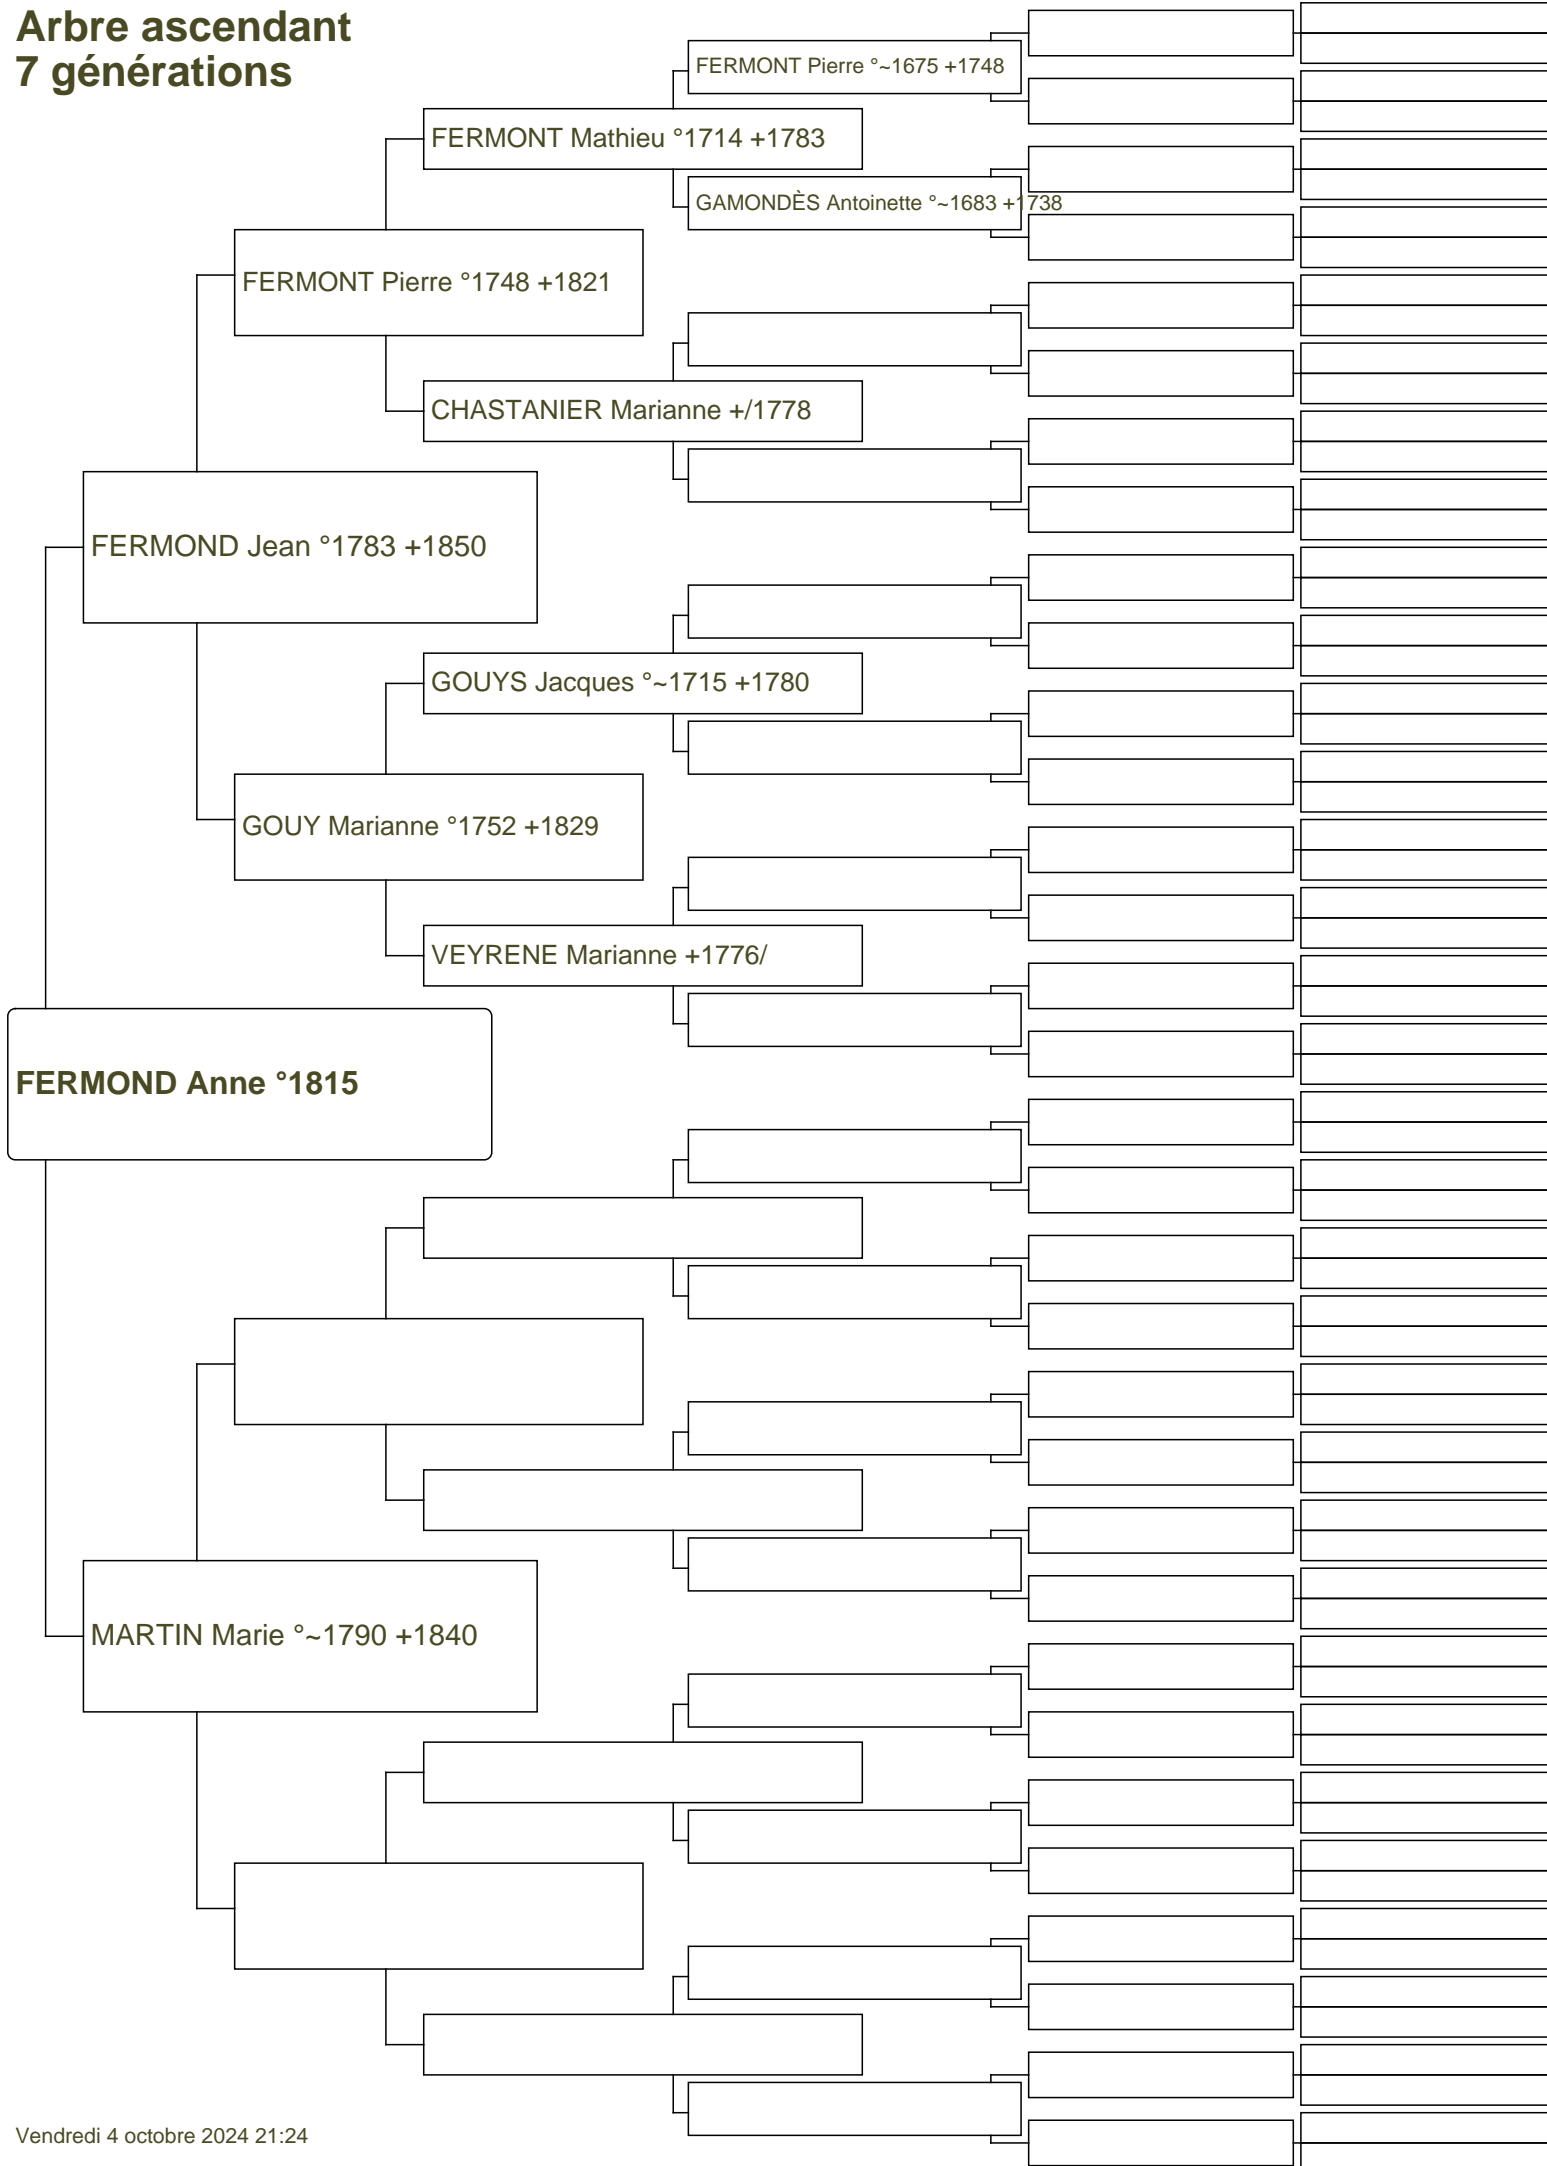 Arbre ascendant
7 générations
FERMONT Pierre °~1675 +1748
FERMONT Mathieu °1714 +1783
GAMONDÈS Antoinette °~1683 +1738
FERMONT Pierre °1748 +1821
CHASTANIER Marianne +/1778
FERMOND Jean °1783 +1850
GOUYS Jacques °~1715 +1780
GOUY Marianne °1752 +1829
VEYRENE Marianne +1776/
FERMOND Anne °1815
MARTIN Marie °~1790 +1840
Vendredi 4 octobre 2024 21:24